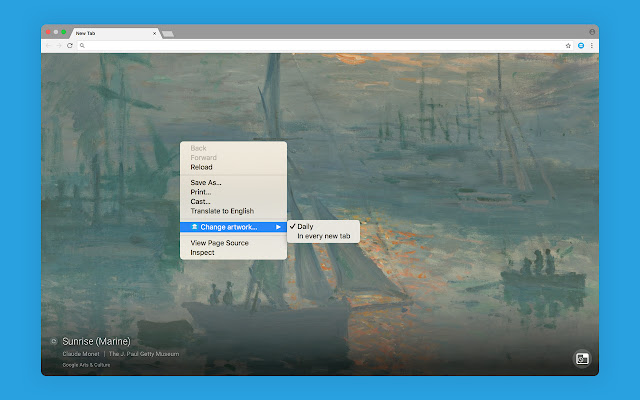 New Tab
Back
Forward
Reload
Save As...
Print...
Cast...
Translate to English
Change artwork...
Daily
In every new tab
View Page Source
Inspect
Sunrise (Marine)
Claude Monet | The J. Paul Getty Museum
Google Arts & Culture